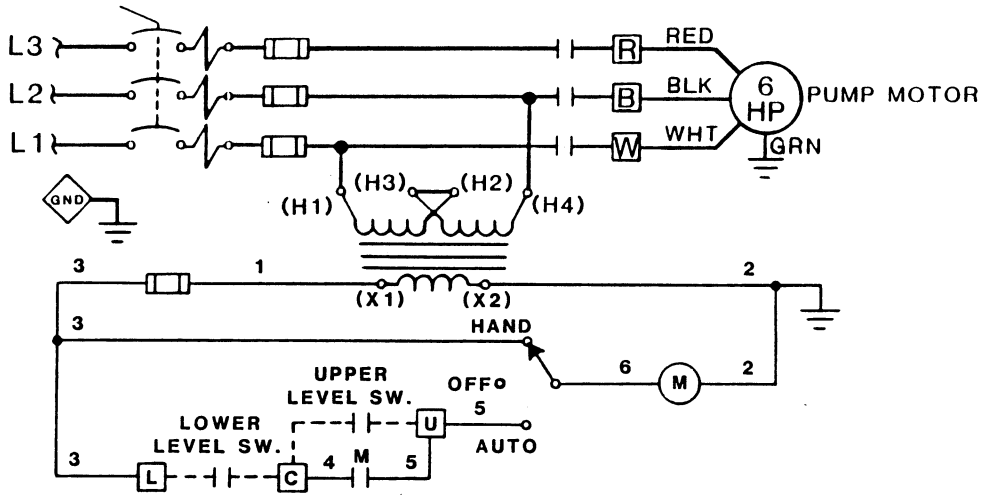 L3 R RED
L2 B BLK 6 HP PUMP MOTOR
L1 W WHT GRN
GND (H1) (H3) (H2) (H4)
3 1 (X1) (X2) 2
3 HAND
6 M 2
UPPER LEVEL SW. OFF
LOWER LEVEL SW. U 5 AUTO
3 L C 4 M 5